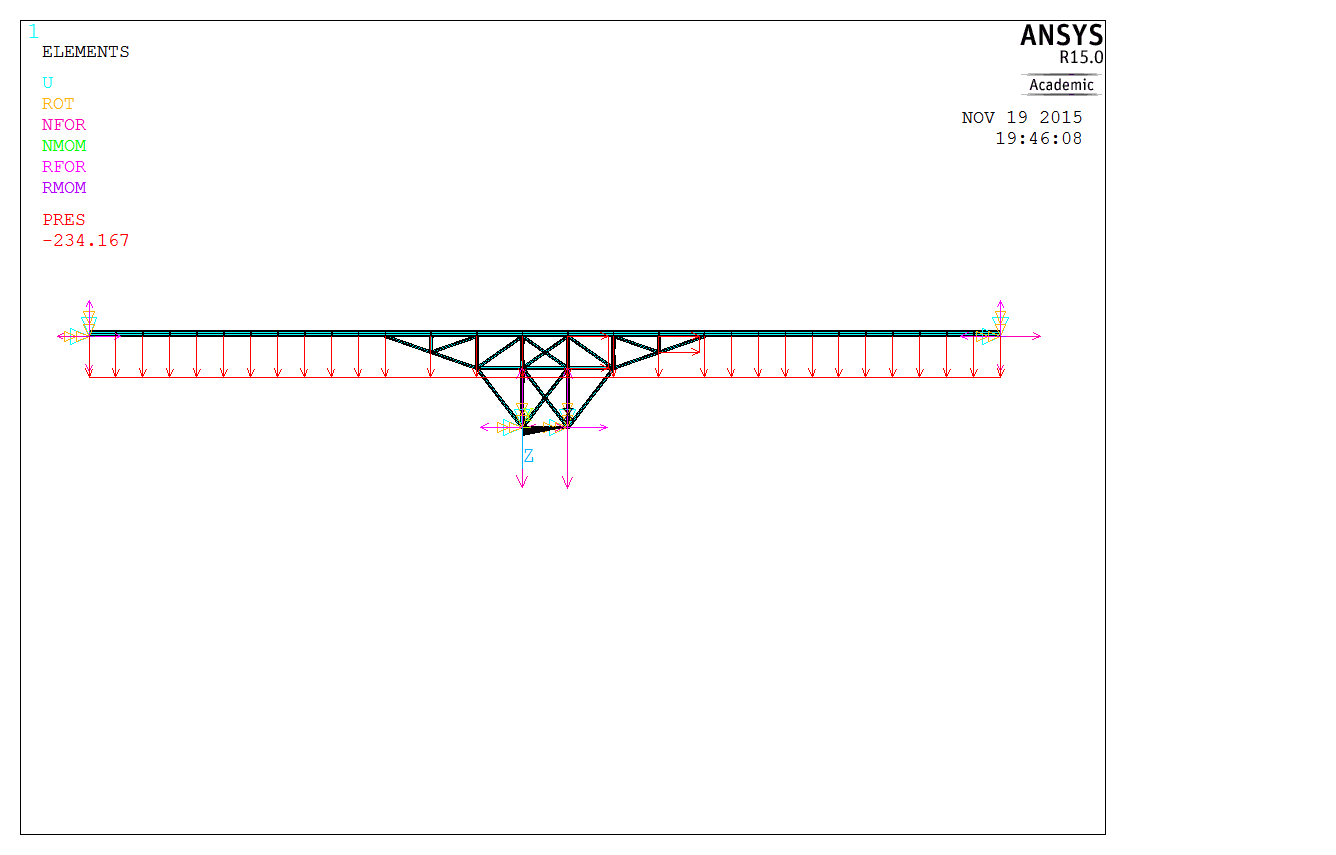 1
ELEMENTS
U
ROT
NFOR
NMOM
RFOR
RMOM
PRES
-234.167
ANSYS
R15.0
Academic
NOV 19 2015
19:46:08
Z